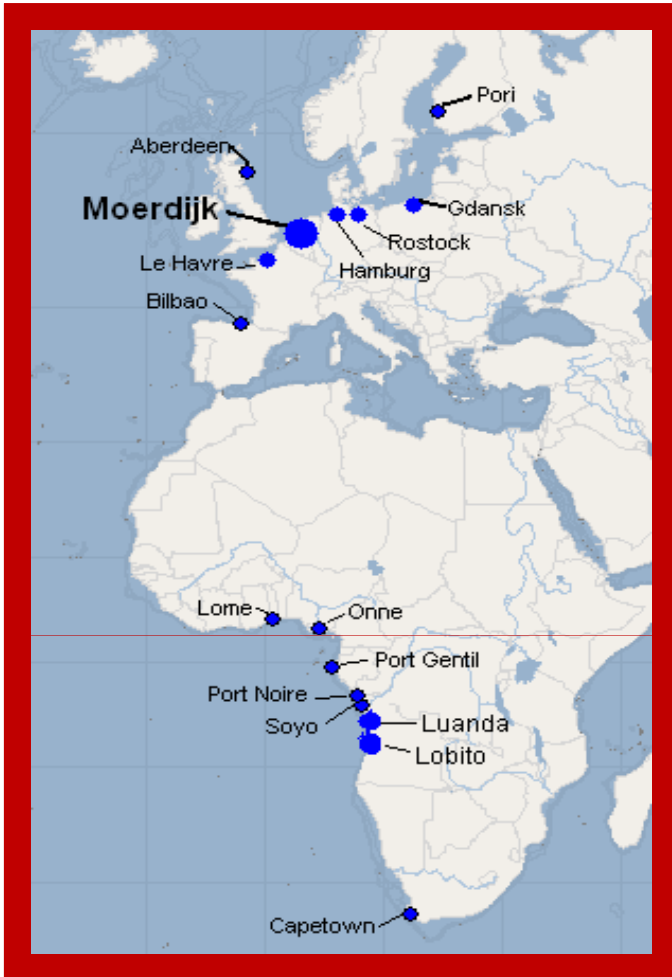 Pori
Aberdeen
Moerdijk
Gdansk
Rostock
Le Havre
Hamburg
Bilbao
Lome
Onne
Port Gentil
Port Noire
Soyo
Luanda
Lobito
Capetown